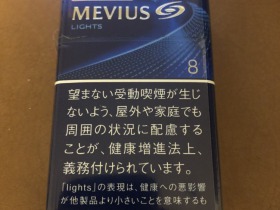 MEVIUS
LIGHTS
8
望まない受動喫煙が生じ
ないよう、屋外や家庭でも
周囲の状況に配慮する
ことが、健康増進法上、
義務付けられています。
「lights」の表現は、健康への悪影響
が他製品より小さいことを意味するも